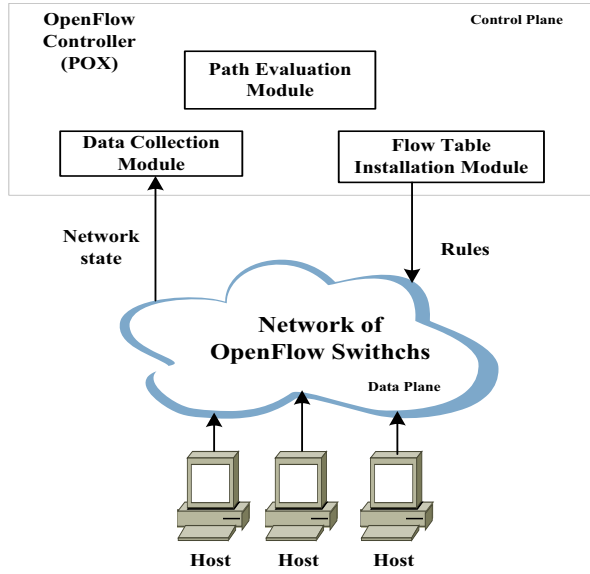 OpenFlow
Controller
(POX)
Control Plane
Path Evaluation
Module
Data Collection
Module
Flow Table
Installation Module
Network
state
Rules
Network of
OpenFlow Swithchs
Data Plane
Host
Host
Host